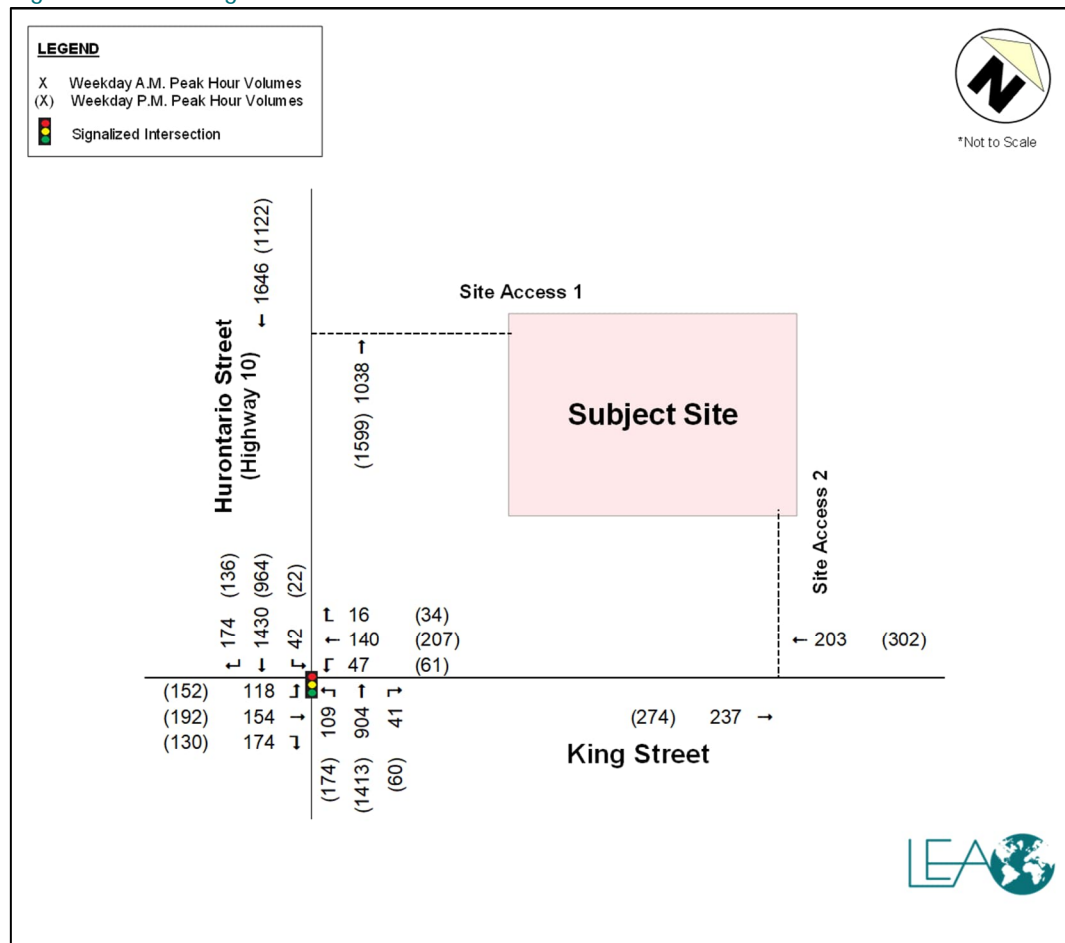 LEGEND
X Weekday A.M. Peak Hour Volumes
(X) Weekday P.M. Peak Hour Volumes
Signalized Intersection
N
*Not to Scale
1646 (1122)
Site Access 1
Hurontario Street
(Highway 10)
(1599) 1038
Subject Site
Site Access 2
174 (136)
1430 (964)
42 (22)
16 (34)
140 (207)
47 (61)
203 (302)
(152) 118
(192) 154
(130) 174
(174) 109
(1413) 904
(60) 41
(274) 237
King Street
LEA